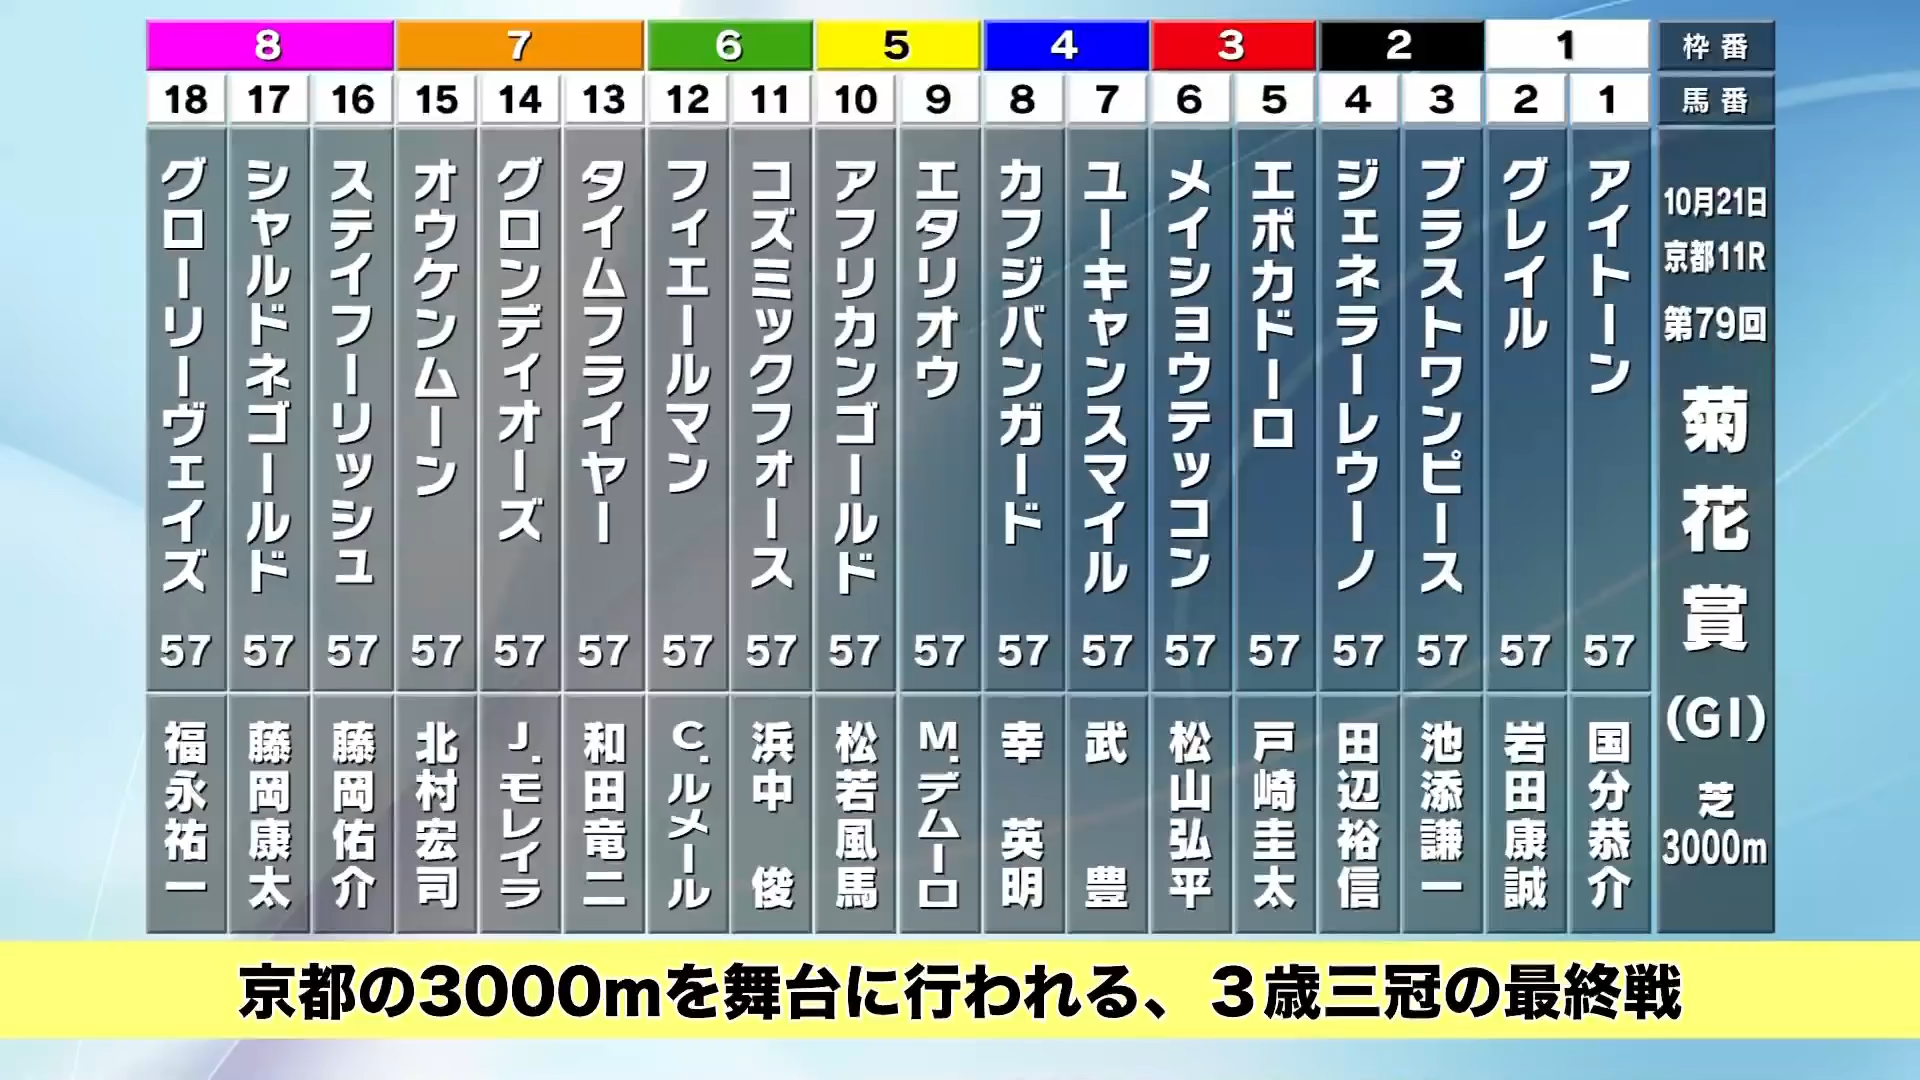 枠番
1
2
3
4
5
6
7
8
馬番
1
2
3
4
5
6
7
8
9
10
11
12
13
14
15
16
17
18
10月21日
京都11R
第79回
菊花賞
(GI)
芝
3000m
アイトーン
57
国分恭介
グレイル
57
岩田康誠
ブラストワンピース
57
池添謙一
ジェネラーレウーノ
57
田辺裕信
エポカドーロ
57
戸崎圭太
メイショウテッコン
57
松山弘平
ユーキャンスマイル
57
武豊
カフジバンガード
57
幸英明
エタリオウ
57
M.デムーロ
アフリカンゴールド
57
松若風馬
コズミックフォース
57
浜中俊
フィエールマン
57
C.ルメール
タイムフライヤー
57
和田竜二
グロンディオーズ
57
J.モレイラ
オウケンムーン
57
北村宏司
ステイフーリッシュ
57
藤岡佑介
シャルドネゴールド
57
藤岡康太
グローリーヴェイズ
57
福永祐一
京都の3000mを舞台に行われる、３歳三冠の最終戦